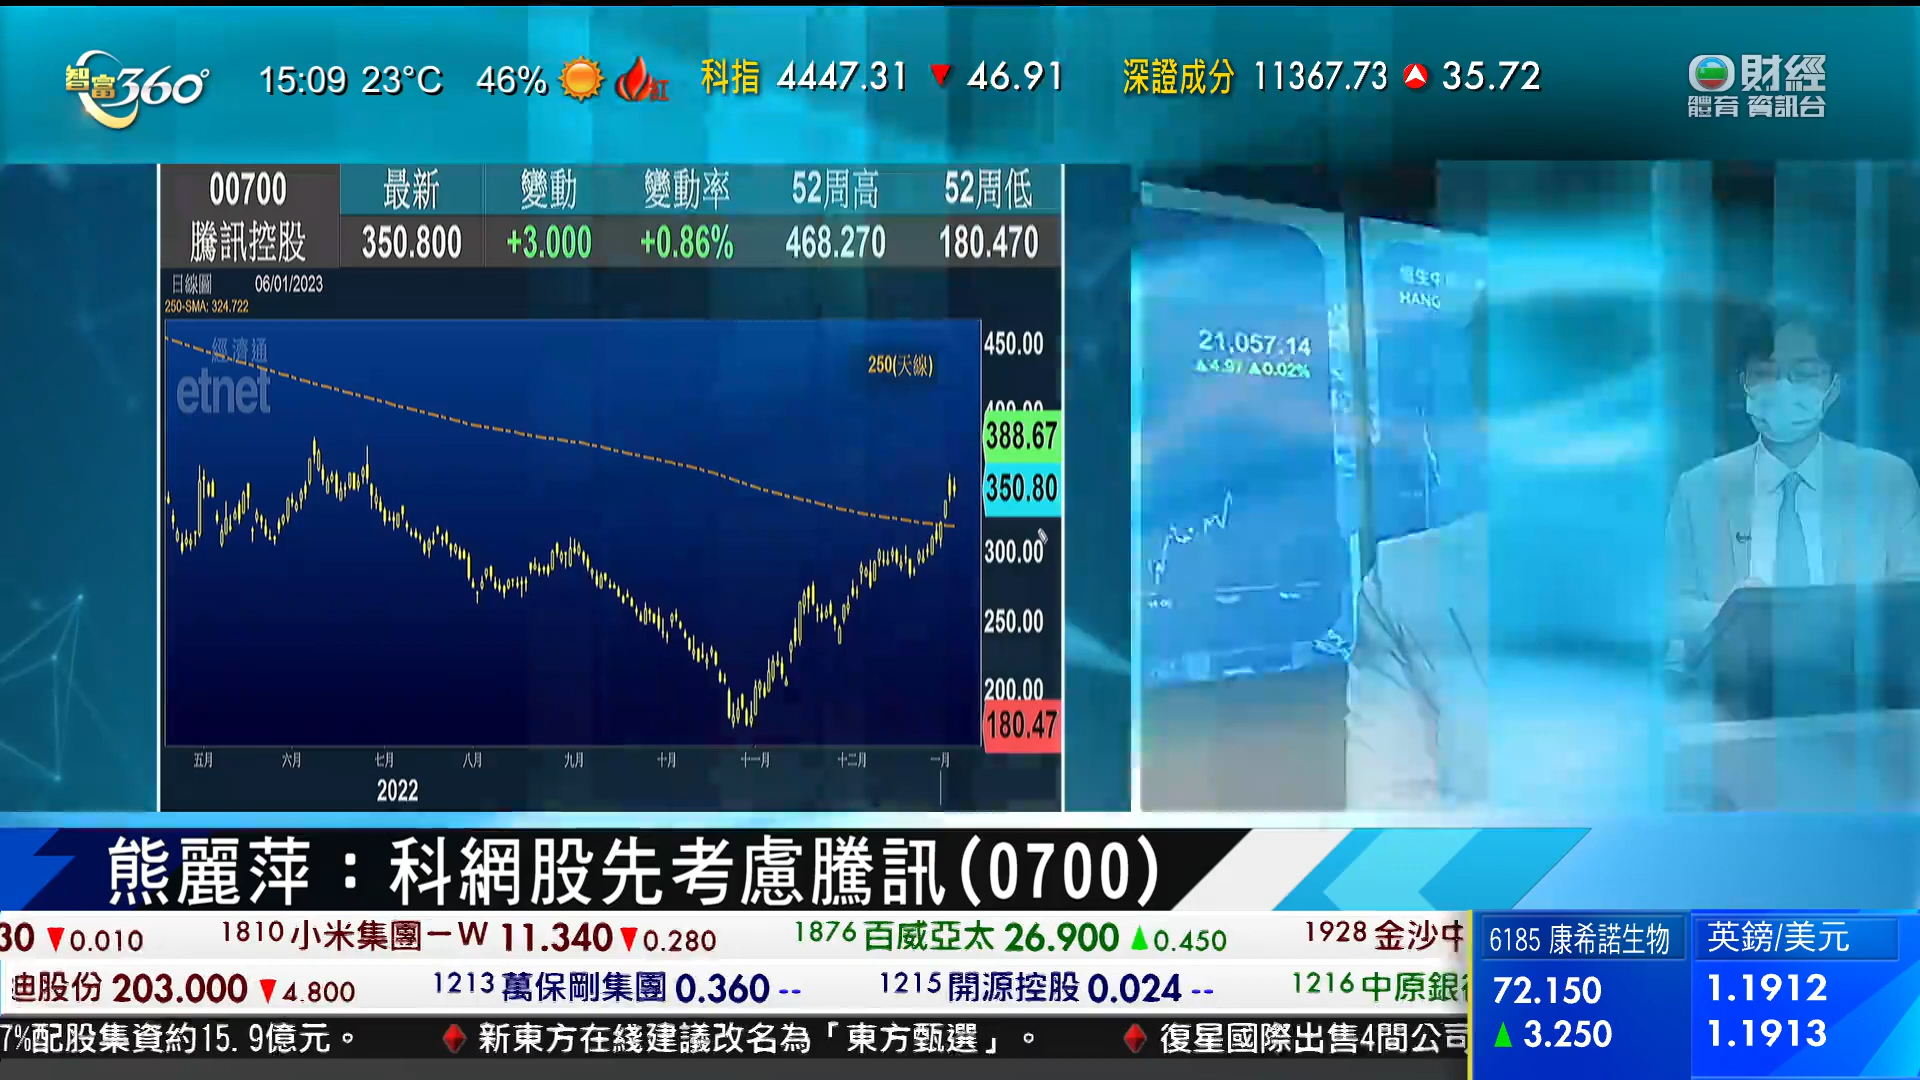 智富360°
15:09 23°C 46% 紅 科指 4447.31 ▼ 46.91 深證成分 11367.73 ▲ 35.72
財經
體育 資訊台
00700 最新 變動 變動率 52周高 52周低
騰訊控股 350.800 +3.000 +0.86% 468.270 180.470
日線圖 06/01/2023
250-SMA: 324.722
經濟通
etnet
250(天線)
450.00
400.00
388.67
350.80
300.00
250.00
200.00
180.47
五月 六月 七月 八月 九月 十月 十一月 十二月 一月
2022
HANG
21,057.14
▲4.97 ▲0.02%
熊麗萍：科網股先考慮騰訊(0700)
30 ▼0.010 1810 小米集團－W 11.340 ▼0.280 1876 百威亞太 26.900 ▲0.450 1928 金沙中
迪股份 203.000 ▼4.800 1213 萬保剛集團 0.360 -- 1215 開源控股 0.024 -- 1216 中原銀
7%配股集資約15.9億元。 ◆ 新東方在綫建議改名為「東方甄選」。 ◆ 復星國際出售4間公司
6185 康希諾生物
72.150
▲ 3.250
英鎊/美元
1.1912
1.1913